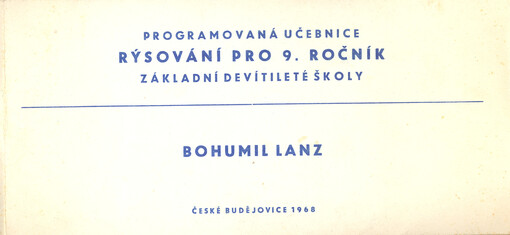 PROGRAMOVANÁ UČEBNICE
RÝSOVÁNÍ PRO 9. ROČNÍK
ZÁKLADNÍ DEVÍTILETÉ ŠKOLY
BOHUMIL LANZ
ČESKÉ BUDĚJOVICE 1968